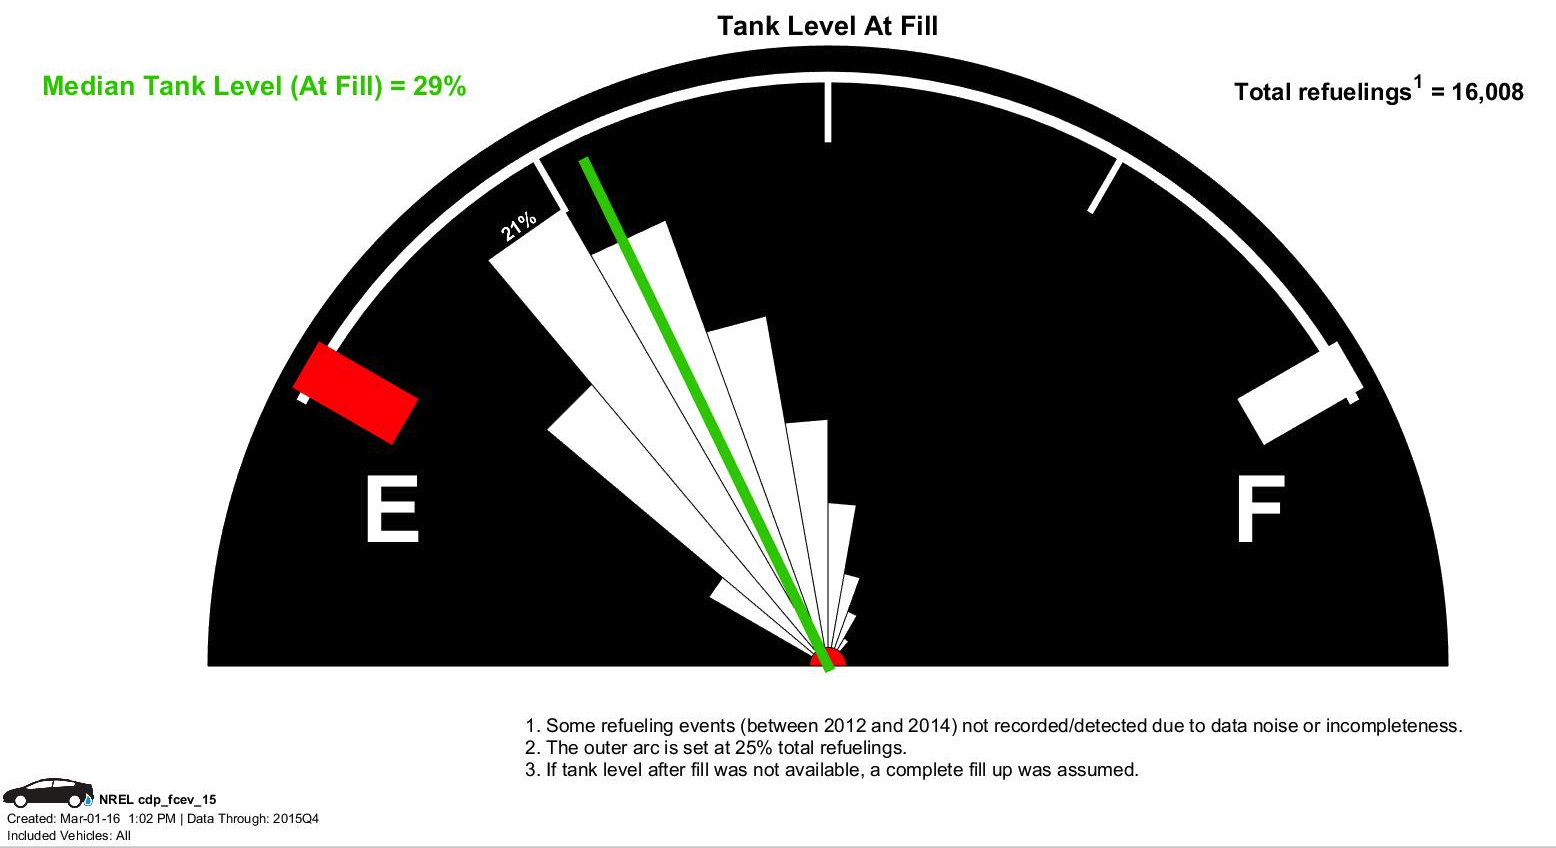 Tank Level At Fill
Median Tank Level (At Fill) = 29%
Total refuelings1 = 16,008
21%
E
F
1. Some refueling events (between 2012 and 2014) not recorded/detected due to data noise or incompleteness.
2. The outer arc is set at 25% total refuelings.
3. If tank level after fill was not available, a complete fill up was assumed.
NREL cdp_fcev_15
Created: Mar-01-16 1:02 PM | Data Through: 2015Q4
Included Vehicles: All